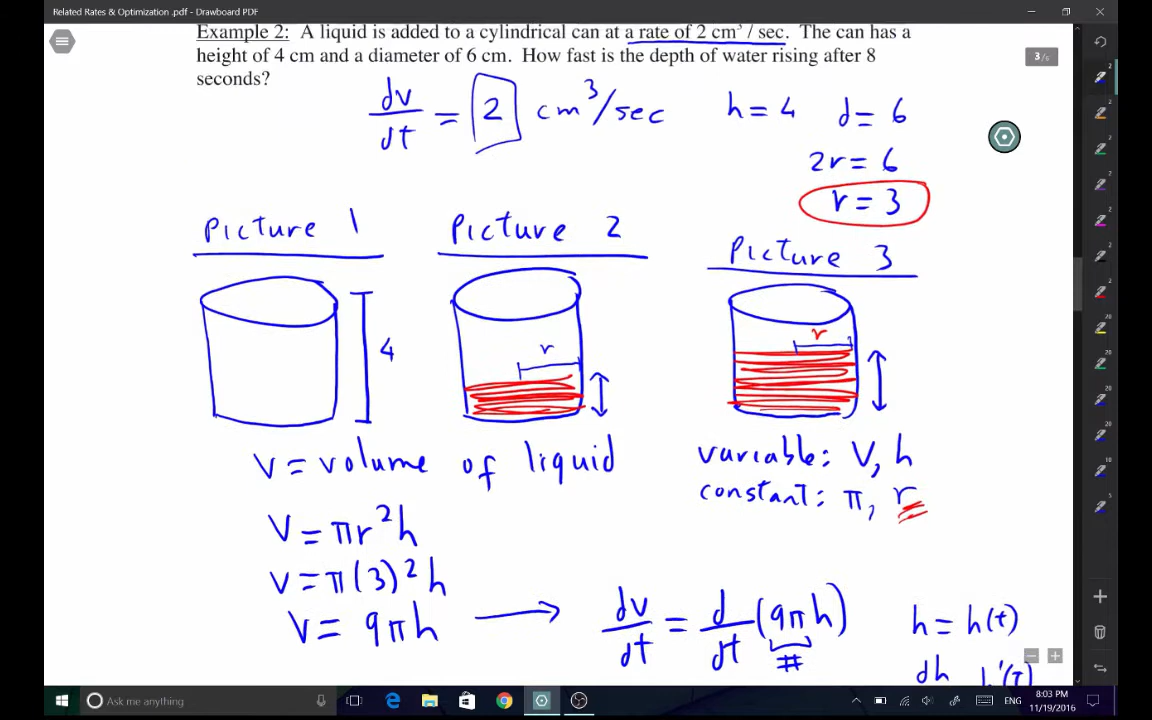 Related Rates & Optimization .pdf - Drawboard PDF
Example 2: A liquid is added to a cylindrical can at a rate of 2 cm³ / sec. The can has a
height of 4 cm and a diameter of 6 cm. How fast is the depth of water rising after 8
seconds?
3/6
dv/dt = 2 cm³/sec h = 4 d = 6
2r = 6
r = 3
Picture 1 Picture 2 Picture 3
4 r r
V = volume of liquid
variable: V, h
constant: π, r
V = πr²h
V = π(3)²h
V = 9πh → dv/dt = d/dt (9πh) h = h(t)
#
dh h'(t)
Ask me anything
ENG
8:03 PM
11/19/2016